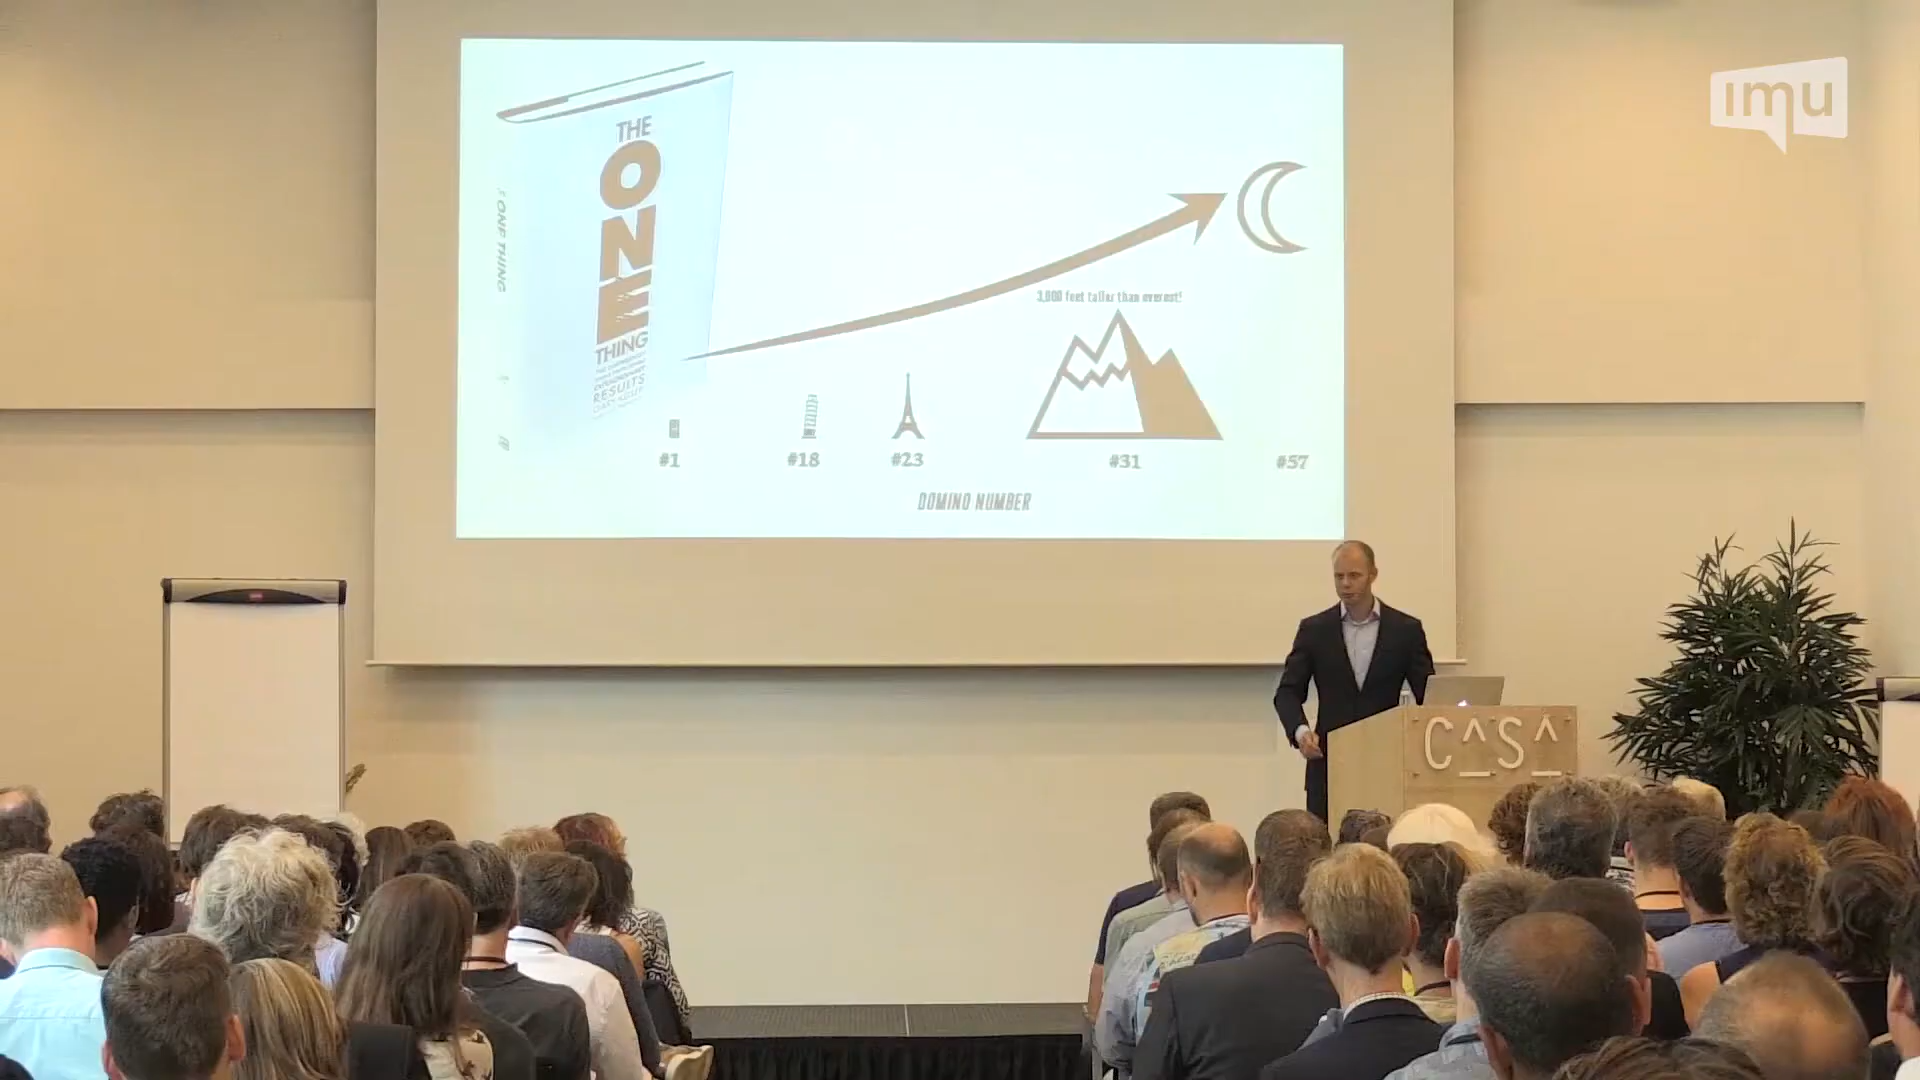 ımu
THE
ONE
THING
RESULTS
ONE THING
3,000 feet taller than everest!
#1
#18
#23
#31
#57
DOMINO NUMBER
C^S^